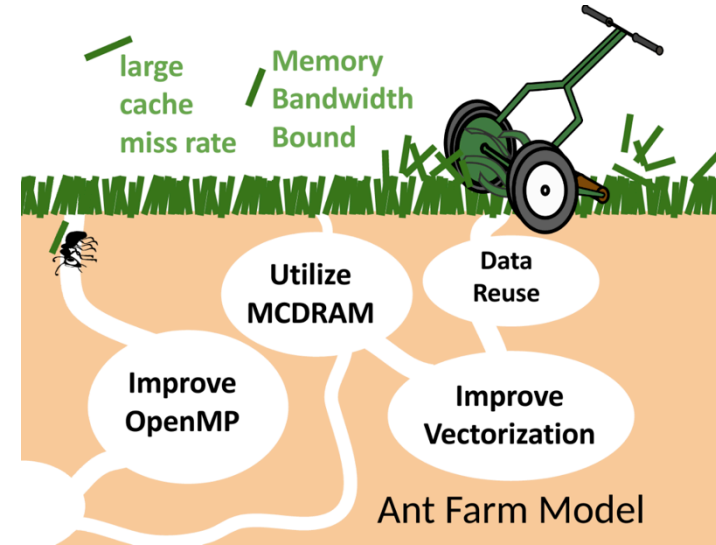 large
cache
miss rate
Memory
Bandwidth
Bound
Utilize
MCDRAM
Data
Reuse
Improve
OpenMP
Improve
Vectorization
Ant Farm Model